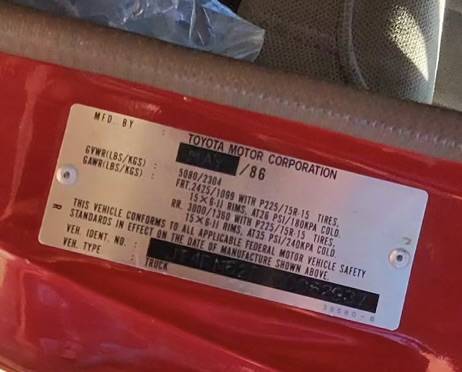 MFD. BY : TOYOTA MOTOR CORPORATION
MAY /86
GVWR(LBS/KGS) : 5080/2304
GAWR(LBS/KGS) : FRT. 2425/1099 WITH P225/75R-15 TIRES,
15×6-JJ RIMS, AT26 PSI/180KPA COLD.
RR. 3000/1360 WITH P225/75R-15 TIRES,
15×6-JJ RIMS, AT35 PSI/240KPA COLD.
THIS VEHICLE CONFORMS TO ALL APPLICABLE FEDERAL MOTOR VEHICLE SAFETY
STANDARDS IN EFFECT ON THE DATE OF MANUFACTURE SHOWN ABOVE.
VEH. IDENT. NO. :
VEH. TYPE : TRUCK